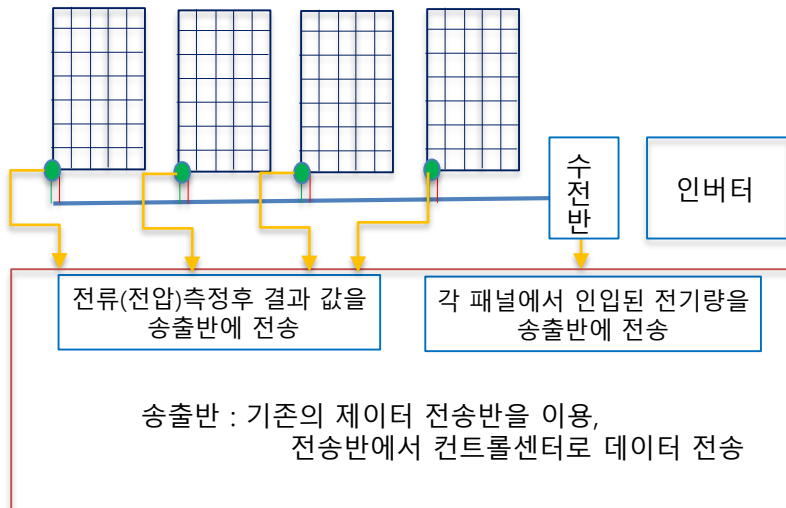 수전반
인버터
전류(전압)측정후 결과 값을
송출반에 전송
각 패널에서 인입된 전기량을
송출반에 전송
송출반 : 기존의 제이터 전송반을 이용,
전송반에서 컨트롤센터로 데이터 전송